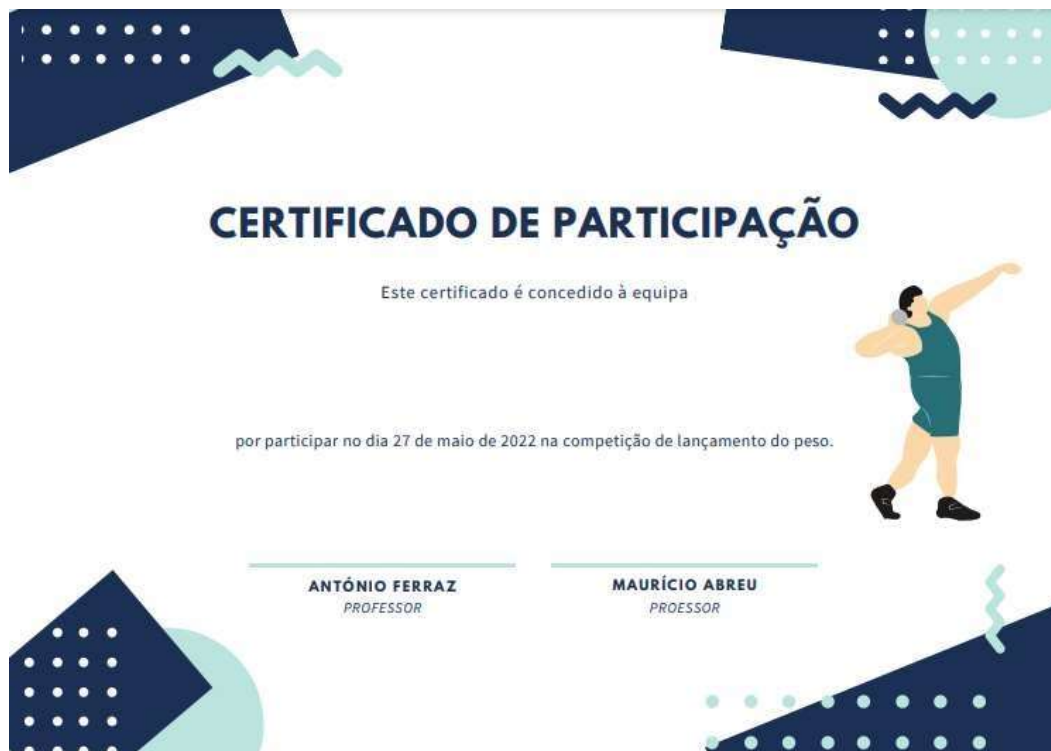 CERTIFICADO DE PARTICIPAÇÃO
Este certificado é concedido à equipa
por participar no dia 27 de maio de 2022 na competição de lançamento do peso.
ANTÓNIO FERRAZ
PROFESSOR
MAURÍCIO ABREU
PROESSOR